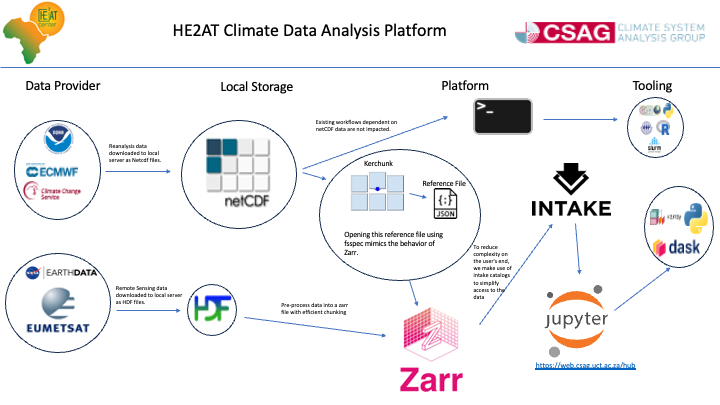 HE²AT
Center
HE2AT Climate Data Analysis Platform
CSAG
CLIMATE SYSTEM
ANALYSIS GROUP
Data Provider
Local Storage
Platform
Tooling
ECMWF
Climate Change
Service
Reanalysis data
downloaded to local
server as Netcdf files.
netCDF
Existing workflows dependent on
netCDF data are not impacted.
>_
R
slurm
Kerchunk
Reference File
{:}
JSON
Opening this reference file using
fsspec mimics the behavior of
Zarr.
INTAKE
xarray
dask
To reduce
complexity on
the user's end,
we make use of
Intake catalogs
to simplify
access to the
data
EARTHDATA
EUMETSAT
Remote Sensing data
downloaded to local server
as HDF files.
HDF
Pre-process data into a zarr
file with efficient chunking
Z
Zarr
jupyter
https://web.csag.uct.ac.za/hub